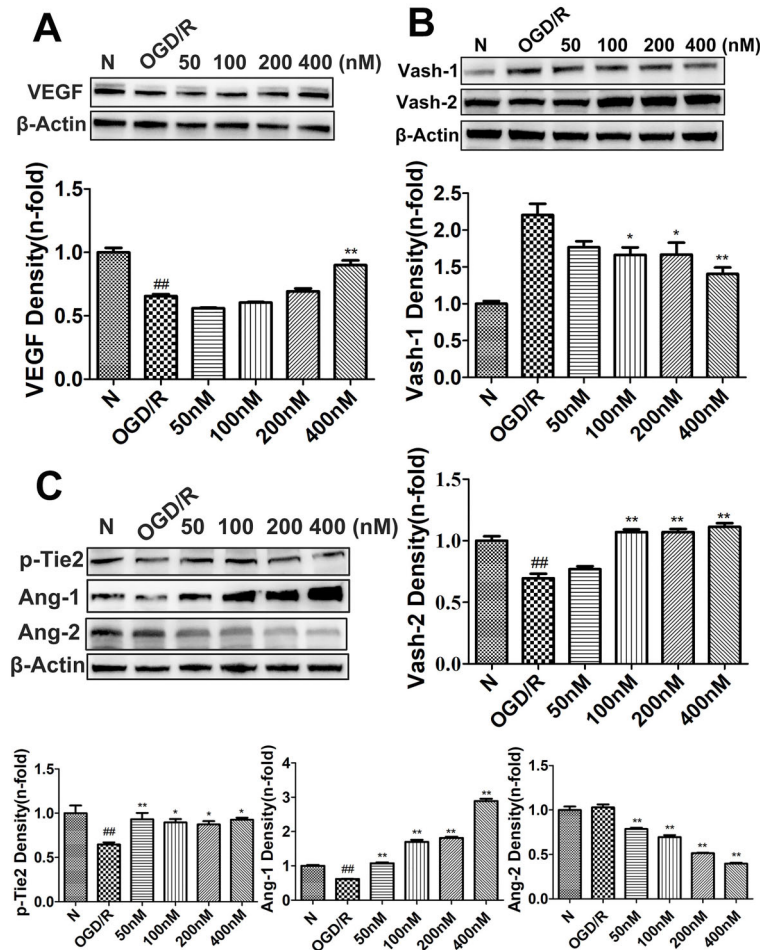 A
N OGD/R 50 100 200 400 (nM)
VEGF
β-Actin
VEGF Density(n-fold)
1.5
1.0
0.5
0.0
##
**
N OGD/R 50nM 100nM 200nM 400nM
B
N OGD/R 50 100 200 400 (nM)
Vash-1
Vash-2
β-Actin
Vash-1 Density(n-fold)
2.5
2.0
1.5
1.0
0.5
0.0
* * **
N OGD/R 50nM 100nM 200nM 400nM
Vash-2 Density(n-fold)
1.5
1.0
0.5
0.0
##
** ** **
N OGD/R 50nM 100nM 200nM 400nM
C
N OGD/R 50 100 200 400 (nM)
p-Tie2
Ang-1
Ang-2
β-Actin
p-Tie2 Density(n-fold)
1.5
1.0
0.5
0.0
##
** * * *
N OGD/R 50nM 100nM 200nM 400nM
Ang-1 Density(n-fold)
4
3
2
1
0
##
** ** ** **
N OGD/R 50nM 100nM 200nM 400nM
Ang-2 Density(n-fold)
1.5
1.0
0.5
0.0
** ** ** **
N OGD/R 50nM 100nM 200nM 400nM